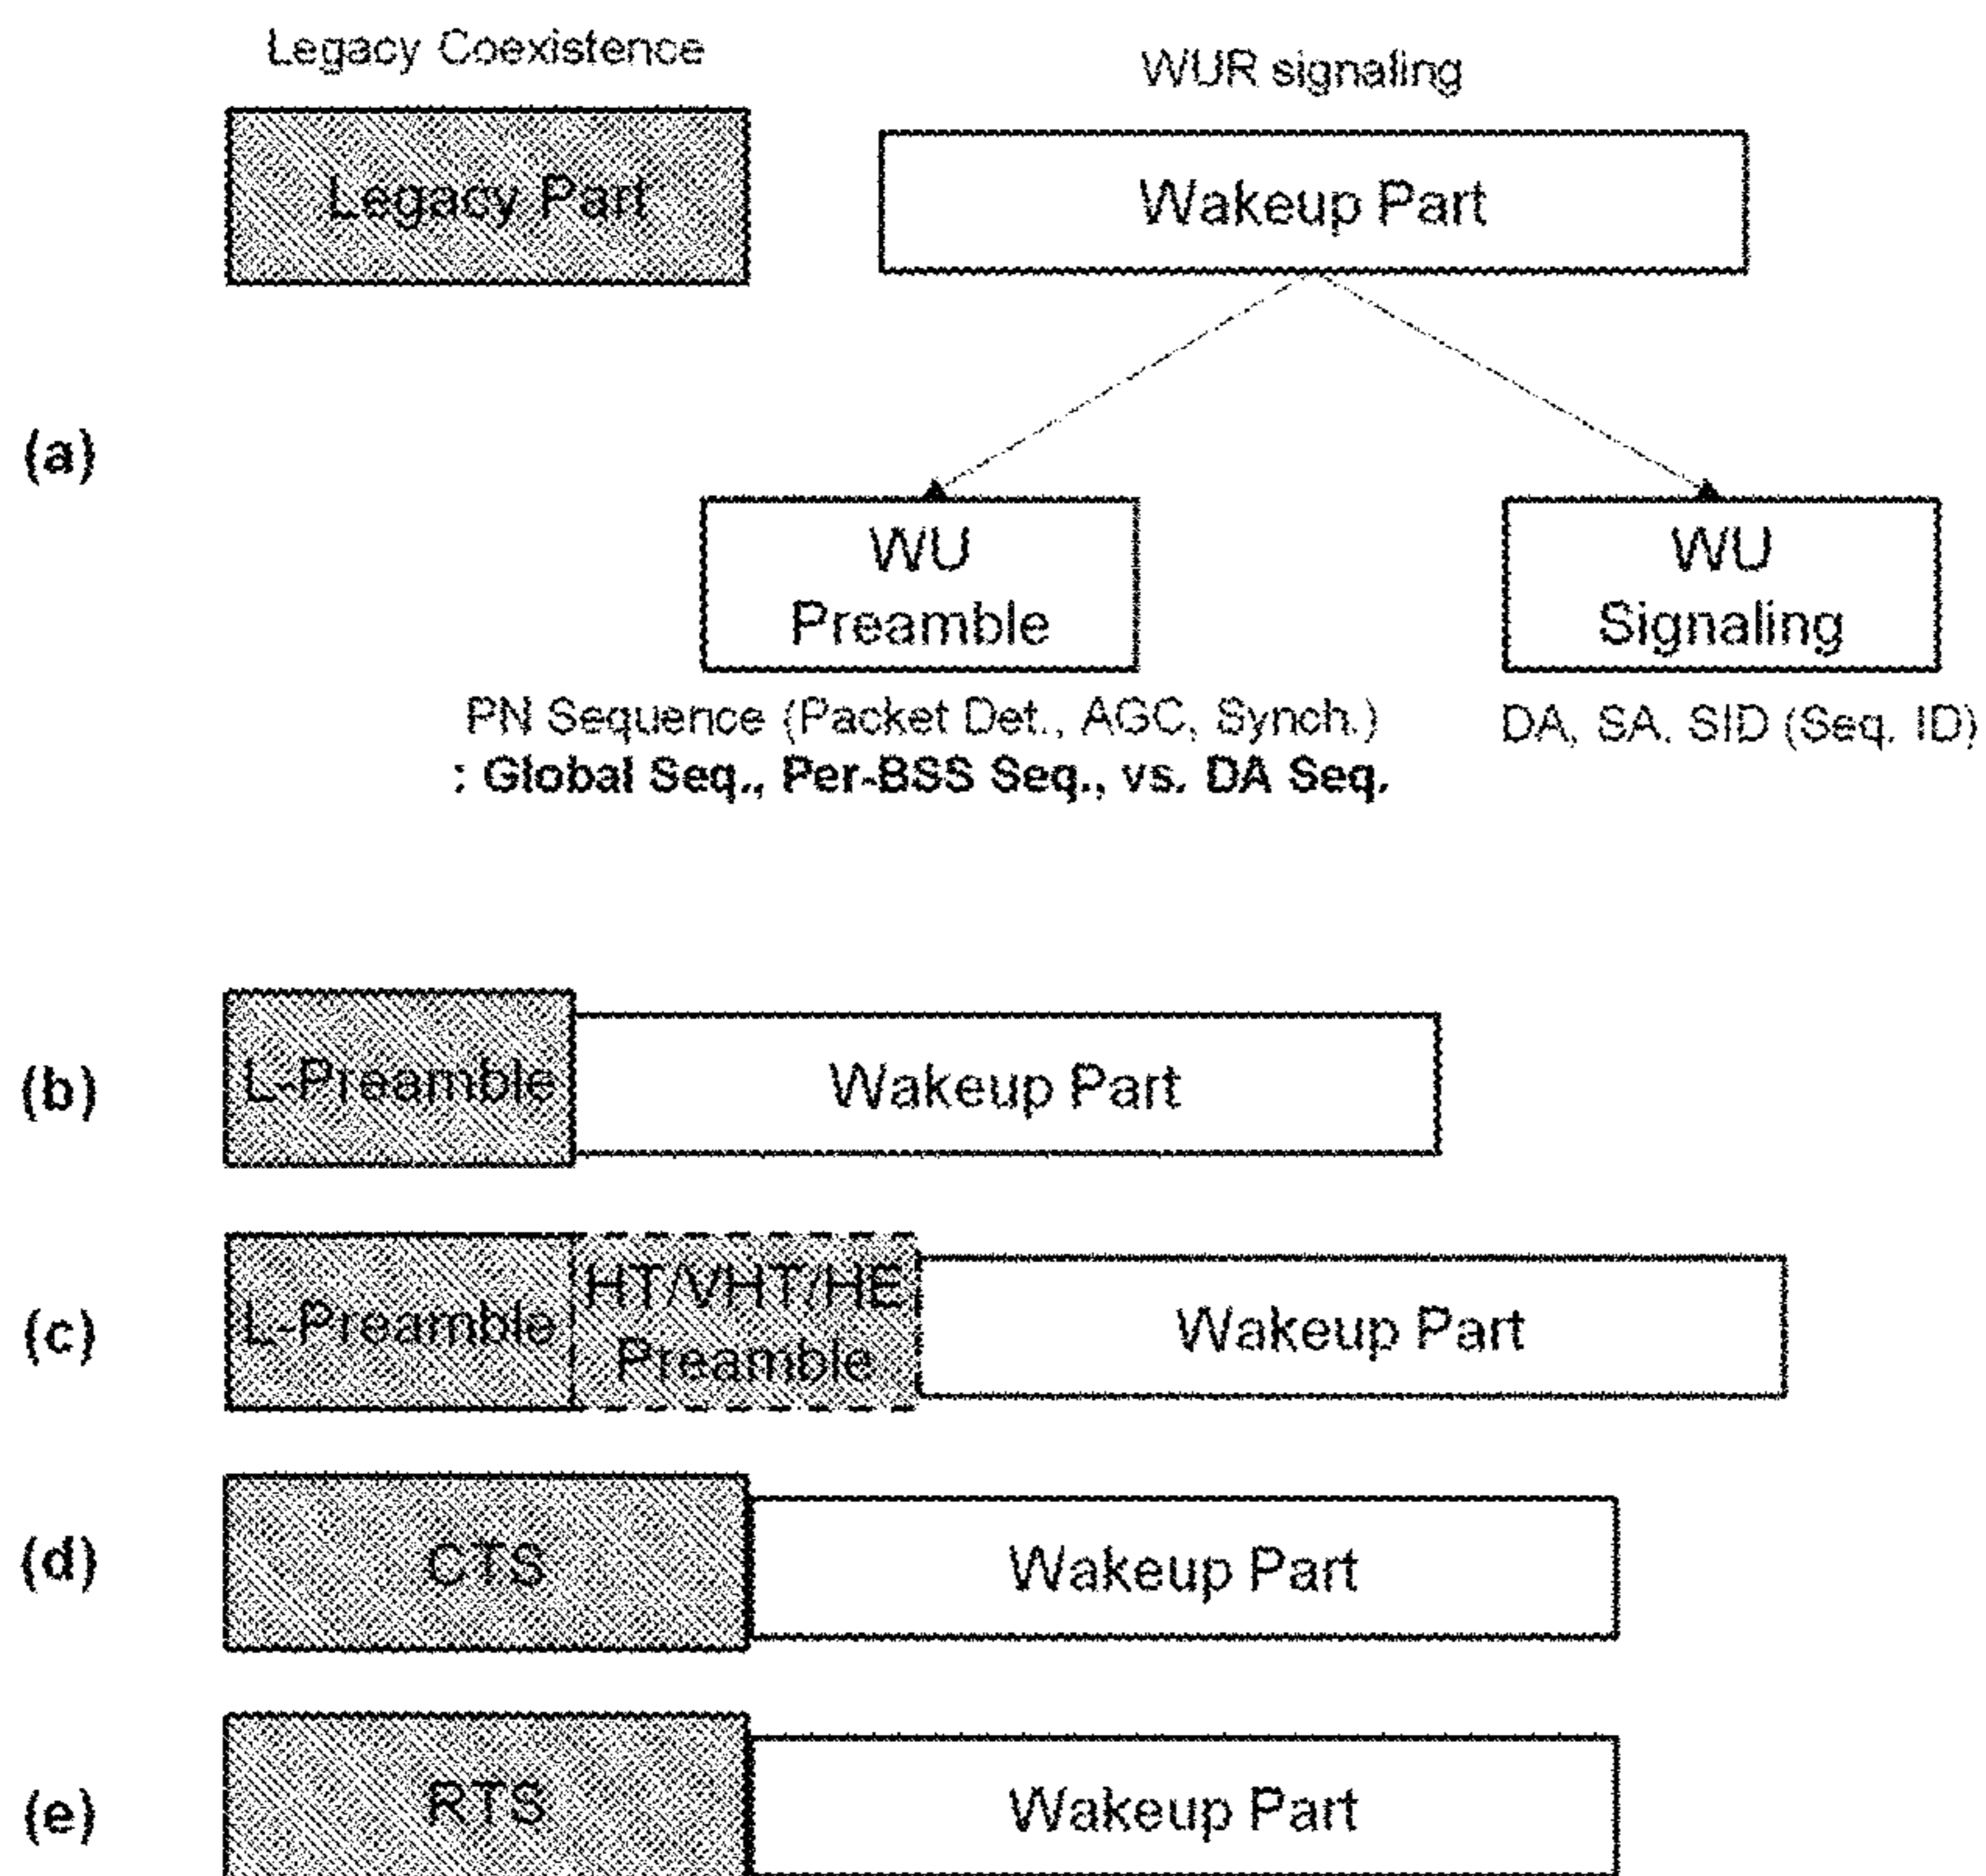 Legacy Coexistence
WUR signaling
Legacy Part
Wakeup Part
(a)
WU
Preamble
WU
Signaling
PN Sequence (Packet Det., AGC, Synch.)
: Global Seq., Per-BSS Seq., vs. DA Seq.
DA, SA, SID (Seq. ID)
(b)
L-Preamble
Wakeup Part
(c)
L-Preamble
HT/VHT/HE
Preamble
Wakeup Part
(d)
CTS
Wakeup Part
(e)
RTS
Wakeup Part